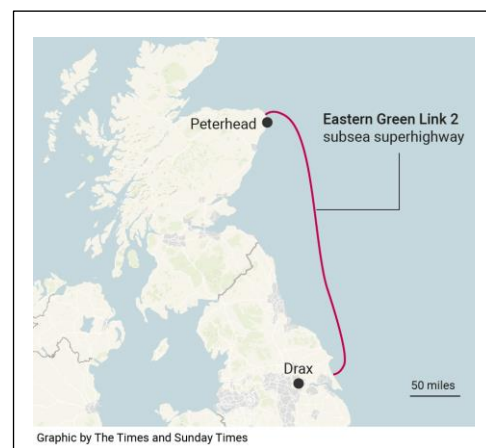 Peterhead
Eastern Green Link 2
subsea superhighway
Drax
50 miles
Graphic by The Times and Sunday Times